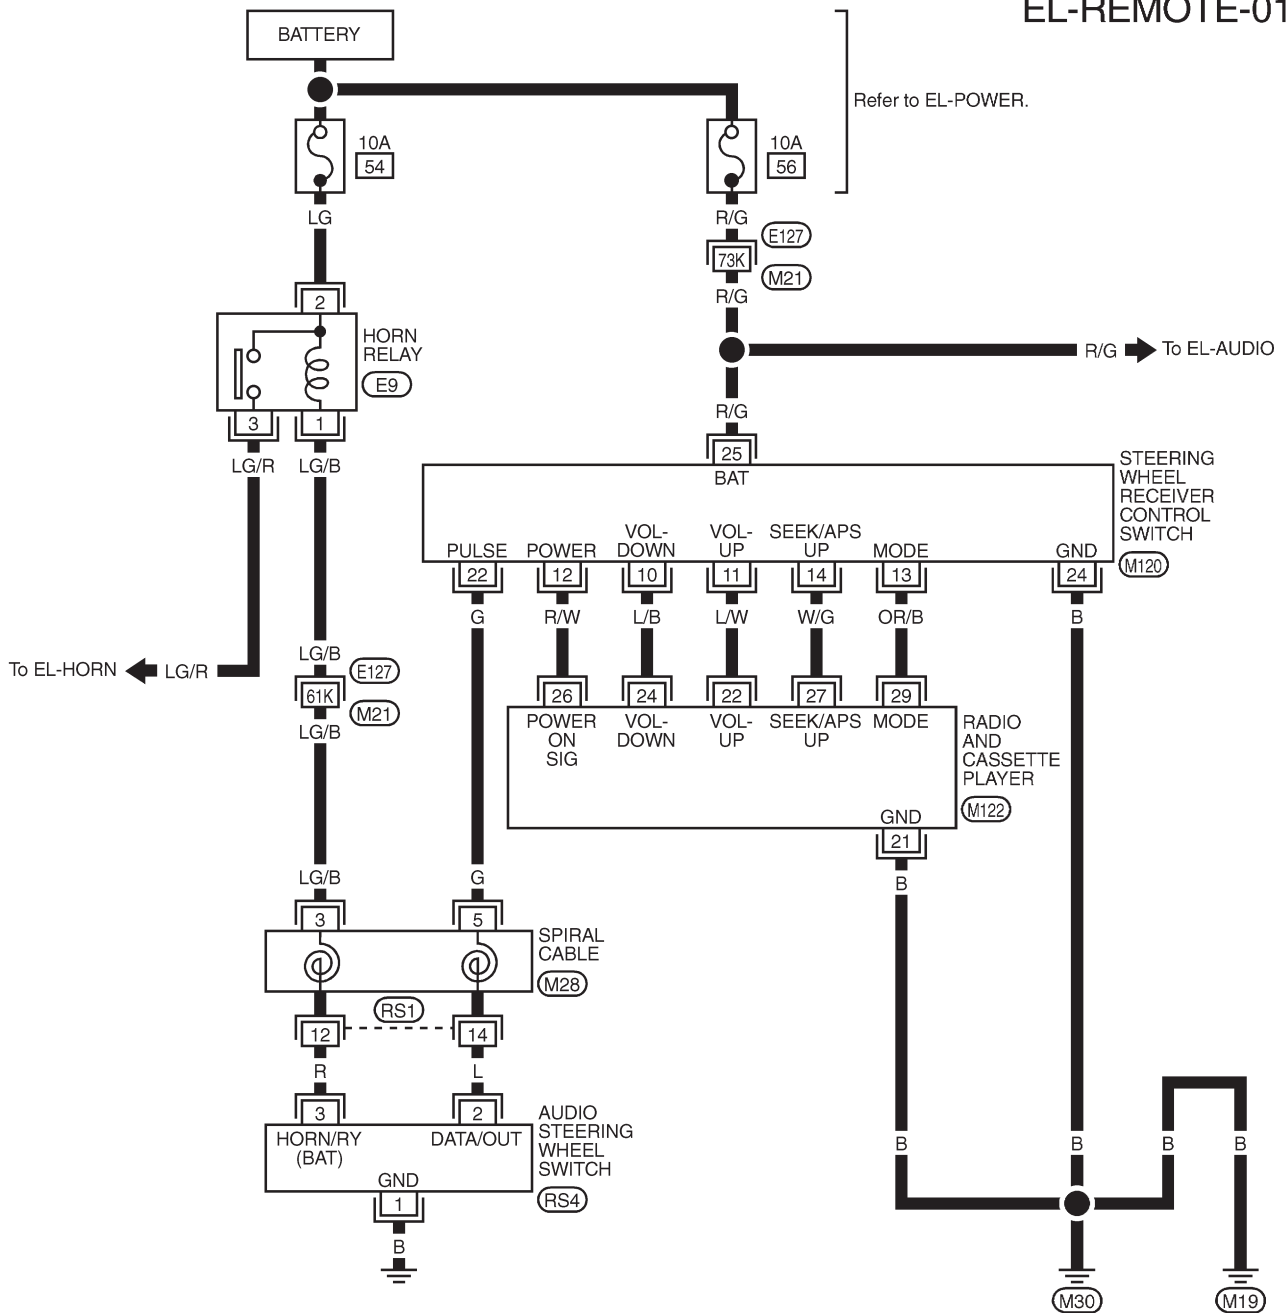 EL-REMOTE-01
BATTERY
Refer to EL-POWER.
10A
54
10A
56
LG
R/G
E127
73K
M21
R/G
2
HORN
RELAY
E9
R/G
To EL-AUDIO
3
1
R/G
LG/R
LG/B
25
BAT
STEERING
WHEEL
RECEIVER
CONTROL
SWITCH
M120
PULSE
POWER
VOL-
DOWN
VOL-
UP
SEEK/APS
UP
MODE
GND
22
12
10
11
14
13
24
G
R/W
L/B
L/W
W/G
OR/B
B
To EL-HORN
LG/R
LG/B
E127
61K
M21
LG/B
26
24
22
27
29
POWER
ON
SIG
VOL-
DOWN
VOL-
UP
SEEK/APS
UP
MODE
RADIO
AND
CASSETTE
PLAYER
M122
GND
21
B
LG/B
G
3
5
SPIRAL
CABLE
M28
RS1
12
14
R
L
3
2
HORN/RY
(BAT)
DATA/OUT
AUDIO
STEERING
WHEEL
SWITCH
RS4
GND
1
B
B
B
B
B
M30
M19